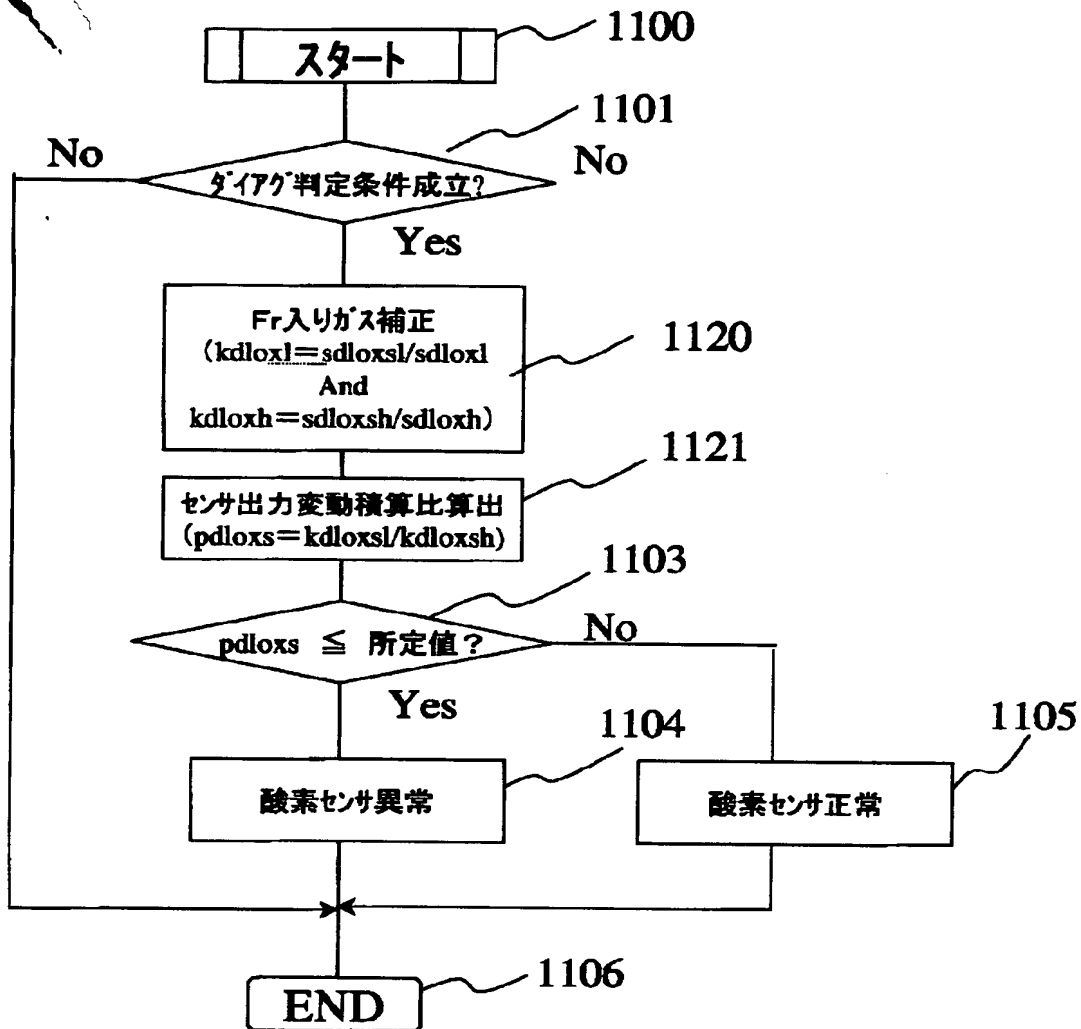 スタート
1100
1101
No
ダイアグ判定条件成立?
No
Yes
Fr入りガス補正
(kdloxl=sdloxsl/sdloxl
And
kdloxh=sdloxsh/sdloxh)
1120
1121
センサ出力変動積算比算出
(pdloxs=kdloxsl/kdloxsh)
1103
pdloxs ≦ 所定値?
No
Yes
1104
1105
酸素センサ異常
酸素センサ正常
1106
END